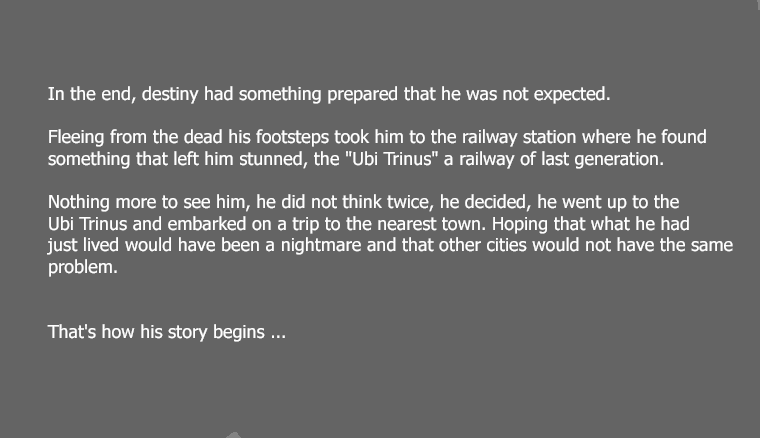 In the end, destiny had something prepared that he was not expected.
Fleeing from the dead his footsteps took him to the railway station where he found
something that left him stunned, the "Ubi Trinus" a railway of last generation.
Nothing more to see him, he did not think twice, he decided, he went up to the
Ubi Trinus and embarked on a trip to the nearest town. Hoping that what he had
just lived would have been a nightmare and that other cities would not have the same
problem.
That's how his story begins ...